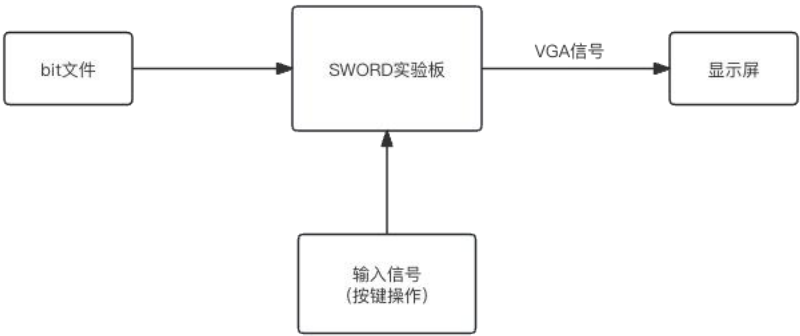 bit文件
SWORD实验板
VGA信号
显示屏
输入信号
（按键操作）